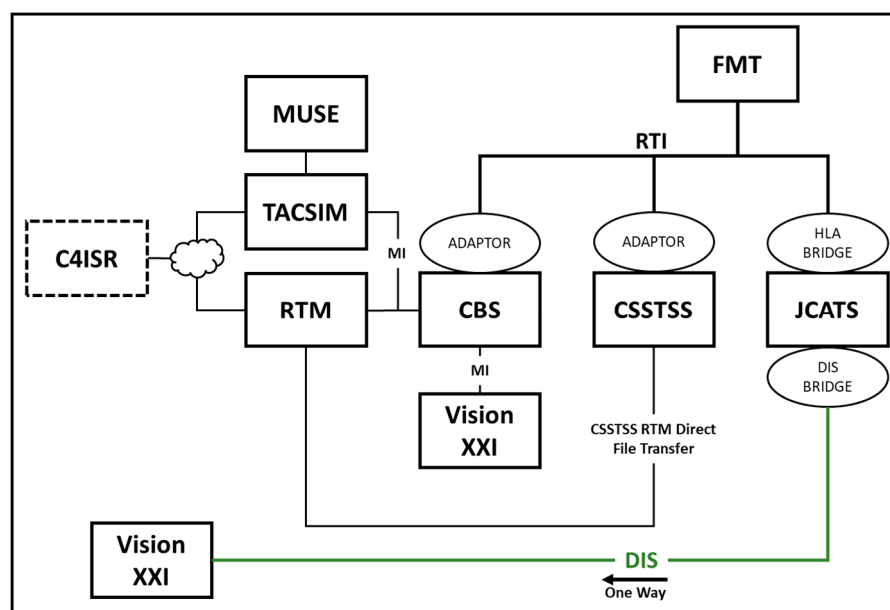 FMT
MUSE
RTI
TACSIM
ADAPTOR
ADAPTOR
HLA
BRIDGE
C4ISR
MI
RTM
CBS
CSSTSS
JCATS
MI
DIS
BRIDGE
Vision
XXI
CSSTSS RTM Direct
File Transfer
Vision
XXI
DIS
One Way